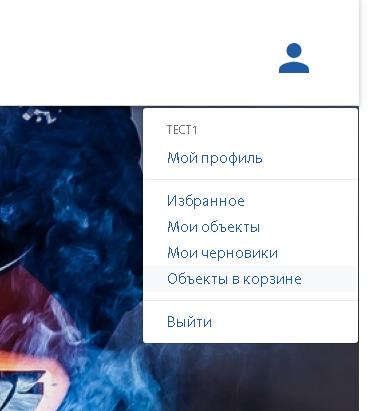 ТЕСТ1
Мой профиль
Избранное
Мои объекты
Мои черновики
Объекты в корзине
Выйти